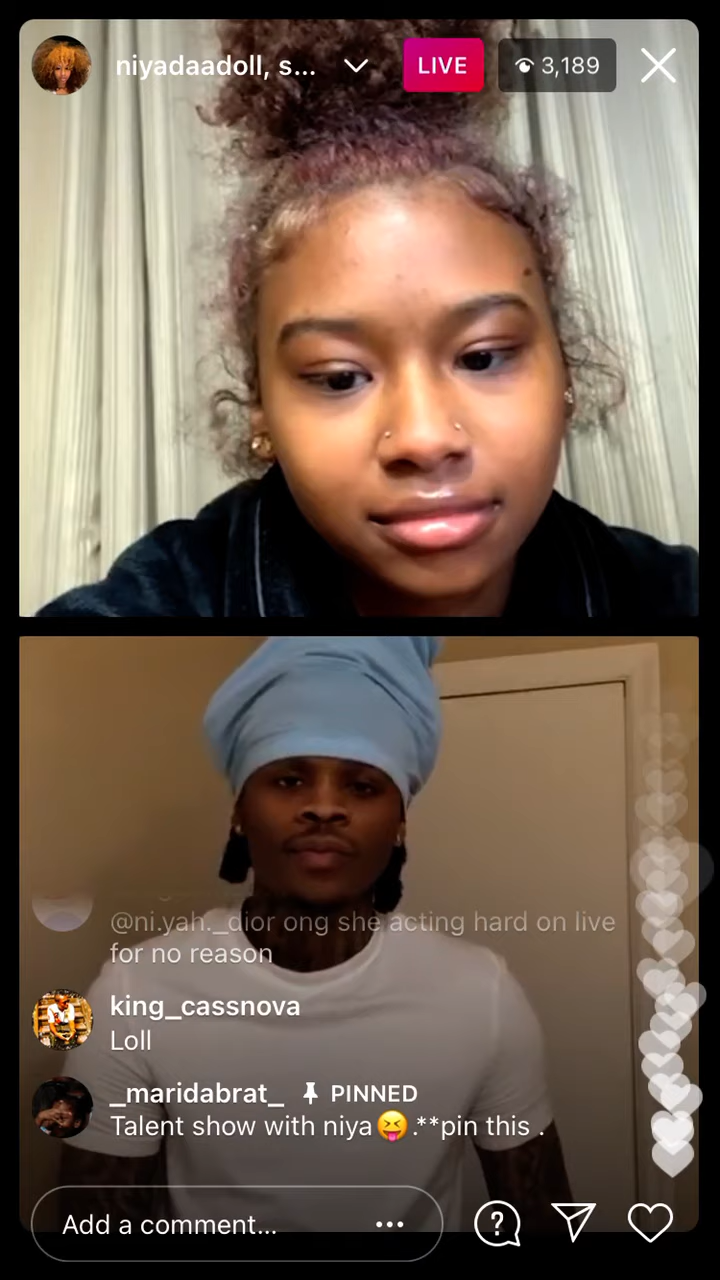 niyadaadoll, s...
LIVE
3,189
@ni.yah._dior ong she acting hard on live
for no reason
king_cassnova
Loll
_maridabrat_ PINNED
Talent show with niya😝.**pin this .
Add a comment...